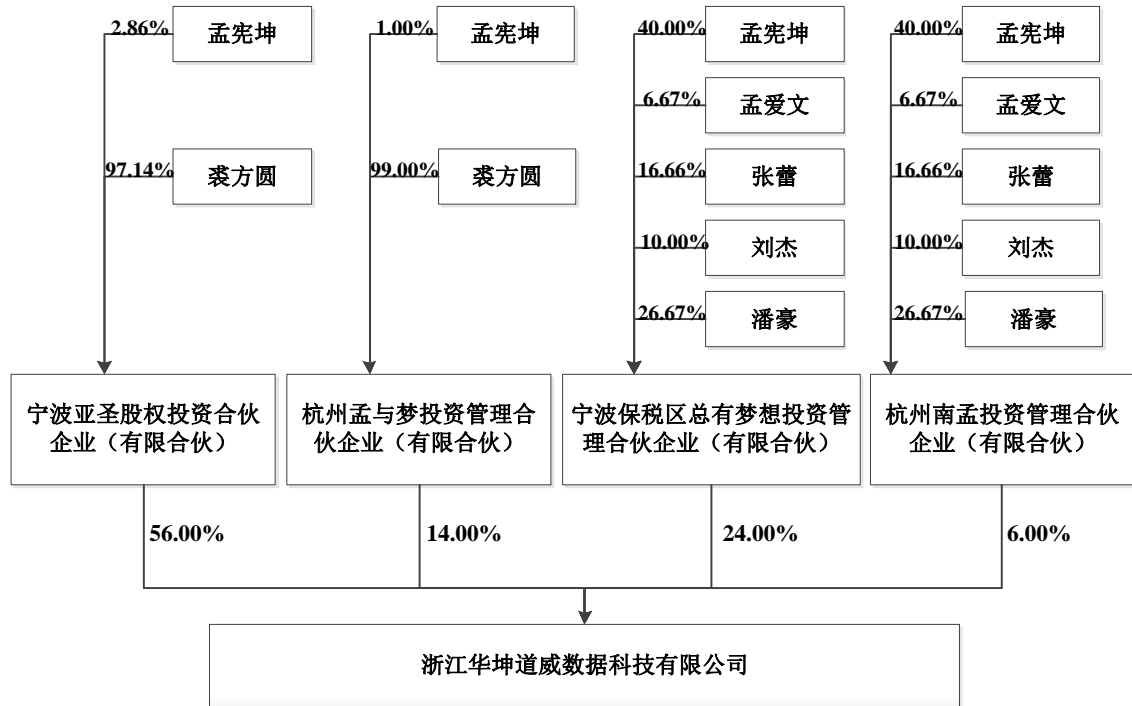 2.86%
孟宪坤
1.00%
孟宪坤
40.00%
孟宪坤
40.00%
孟宪坤
6.67%
孟爱文
6.67%
孟爱文
97.14%
裘方圆
99.00%
裘方圆
16.66%
张蕾
16.66%
张蕾
10.00%
刘杰
10.00%
刘杰
26.67%
潘豪
26.67%
潘豪
宁波亚圣股权投资合伙
企业（有限合伙）
杭州孟与梦投资管理合
伙企业（有限合伙）
宁波保税区总有梦想投资管
理合伙企业（有限合伙）
杭州南孟投资管理合伙
企业（有限合伙）
56.00%
14.00%
24.00%
6.00%
浙江华坤道威数据科技有限公司